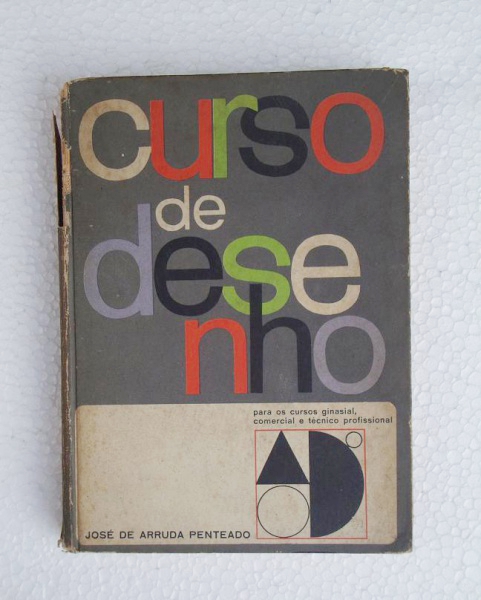 curso
de
dese
nho
para os cursos ginasial,
comercial e técnico profissional
JOSÉ DE ARRUDA PENTEADO